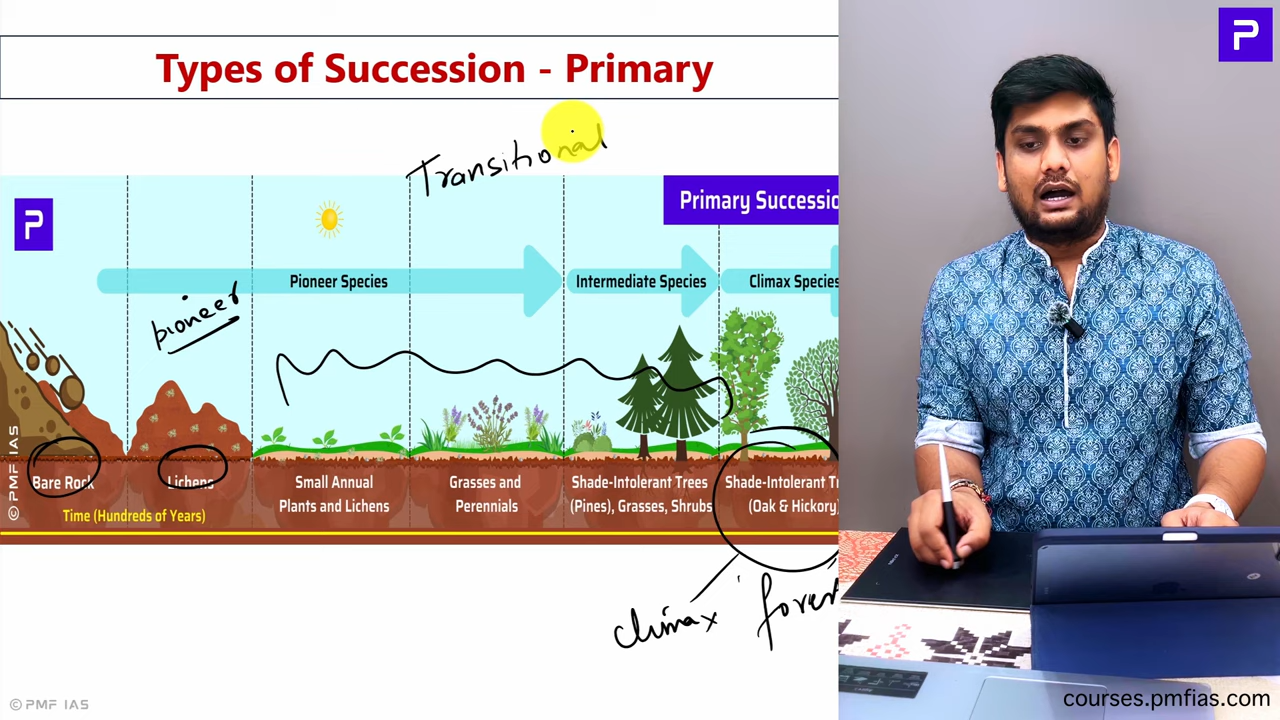 Types of Succession - Primary
Transitional
Primary Successio
Pioneer Species
Intermediate Species
Climax Species
pioneer
Bare Rock
Lichens
Small Annual
Plants and Lichens
Grasses and
Perennials
Shade-Intolerant Trees
(Pines), Grasses, Shrubs
Shade-Intolerant Tr
(Oak & Hickory)
Time (Hundreds of Years)
© PMF IAS
climax forest
© PMF IAS
courses.pmfias.com
P
P